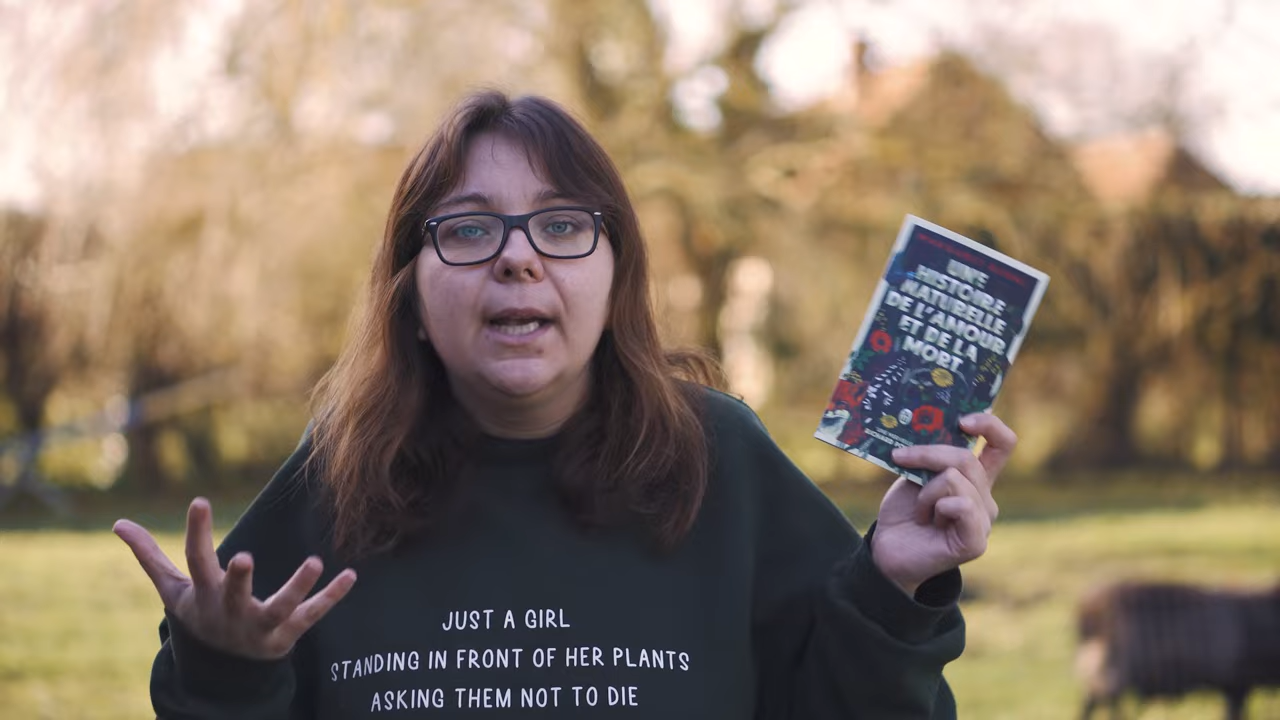 UNE
HISTOIRE
NATURELLE
DE L'AMOUR
ET DE LA
MORT
RICHARD
JUST A GIRL
STANDING IN FRONT OF HER PLANTS
ASKING THEM NOT TO DIE